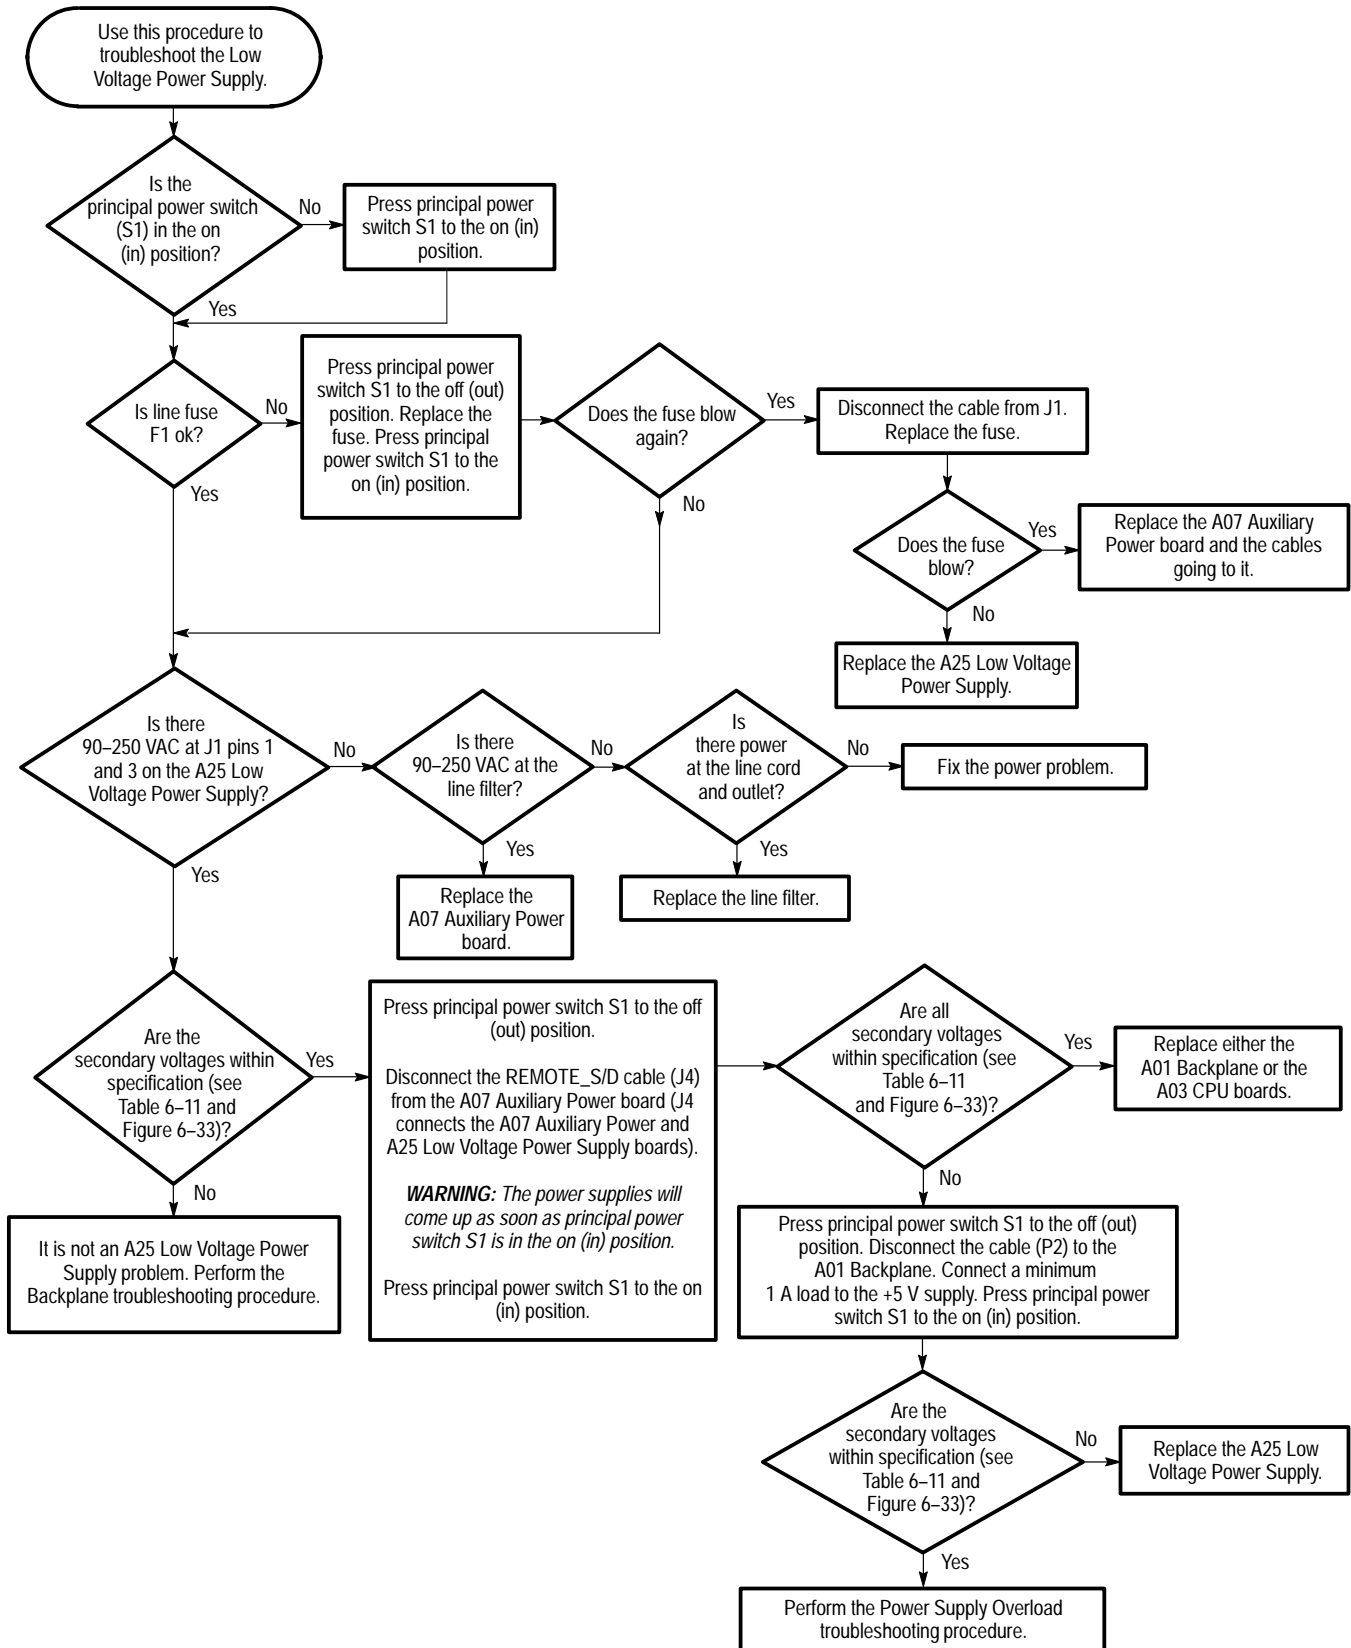 Use this procedure to
troubleshoot the Low
Voltage Power Supply.
Is the
principal power switch
(S1) in the on
(in) position?
No
Press principal power
switch S1 to the on (in)
position.
Yes
Is line fuse
F1 ok?
No
Press principal power
switch S1 to the off (out)
position. Replace the
fuse. Press principal
power switch S1 to the
on (in) position.
Does the fuse blow
again?
Yes
Disconnect the cable from J1.
Replace the fuse.
Yes
No
Does the fuse
blow?
Yes
Replace the A07 Auxiliary
Power board and the cables
going to it.
No
Replace the A25 Low Voltage
Power Supply.
Is there
90–250 VAC at J1 pins 1
and 3 on the A25 Low
Voltage Power Supply?
No
Is there
90–250 VAC at the
line filter?
No
Is
there power
at the line cord
and outlet?
No
Fix the power problem.
Yes
Yes
Yes
Replace the
A07 Auxiliary Power
board.
Replace the line filter.
Are the
secondary voltages within
specification (see
Table 6–11 and
Figure 6–33)?
Yes
Press principal power switch S1 to the off
(out) position.
Disconnect the REMOTE_S/D cable (J4)
from the A07 Auxiliary Power board (J4
connects the A07 Auxiliary Power and
A25 Low Voltage Power Supply boards).
WARNING: The power supplies will
come up as soon as principal power
switch S1 is in the on (in) position.
Press principal power switch S1 to the on
(in) position.
Are all
secondary voltages
within specification (see
Table 6–11
and Figure 6–33)?
Yes
Replace either the
A01 Backplane or the
A03 CPU boards.
No
It is not an A25 Low Voltage Power
Supply problem. Perform the
Backplane troubleshooting procedure.
No
Press principal power switch S1 to the off (out)
position. Disconnect the cable (P2) to the
A01 Backplane. Connect a minimum
1 A load to the +5 V supply. Press principal power
switch S1 to the on (in) position.
Are the
secondary voltages
within specification (see
Table 6–11 and
Figure 6–33)?
No
Replace the A25 Low
Voltage Power Supply.
Yes
Perform the Power Supply Overload
troubleshooting procedure.